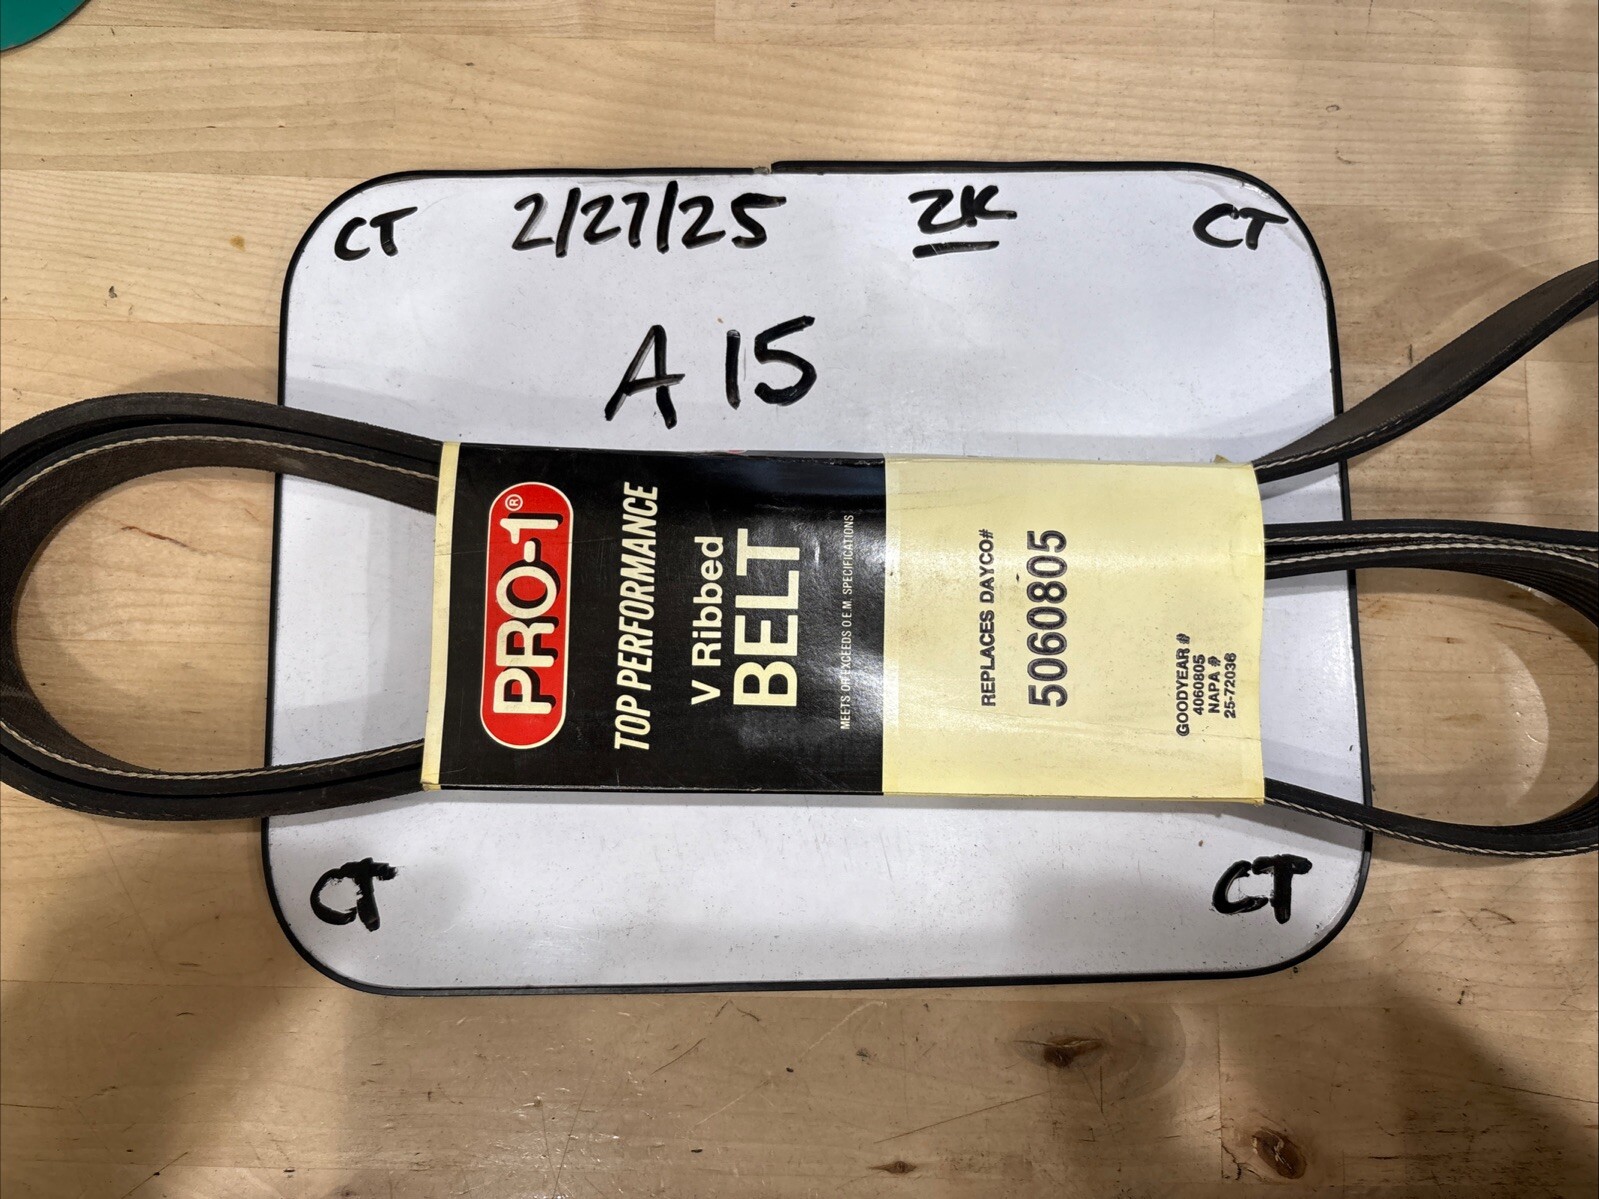 CT 2/27/25 ZK CT
A 15
PRO-1®
TOP PERFORMANCE
V Ribbed
BELT
MEETS OR EXCEEDS O.E.M. SPECIFICATIONS
REPLACES DAYCO#
5060805
GOODYEAR #
4060805
NAPA #
25-72036
CT CT